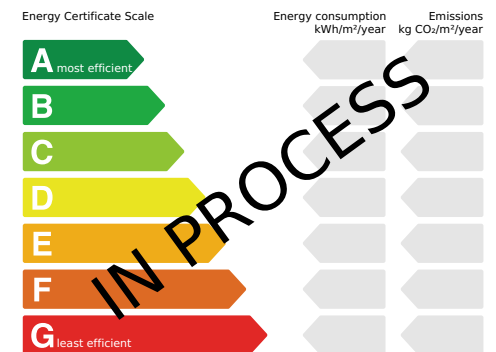 Energy Certificate Scale
Energy consumption
kWh/m²/year
Emissions
kg CO₂/m²/year
A most efficient
B
C
D
E
F
G least efficient
IN PROCESS